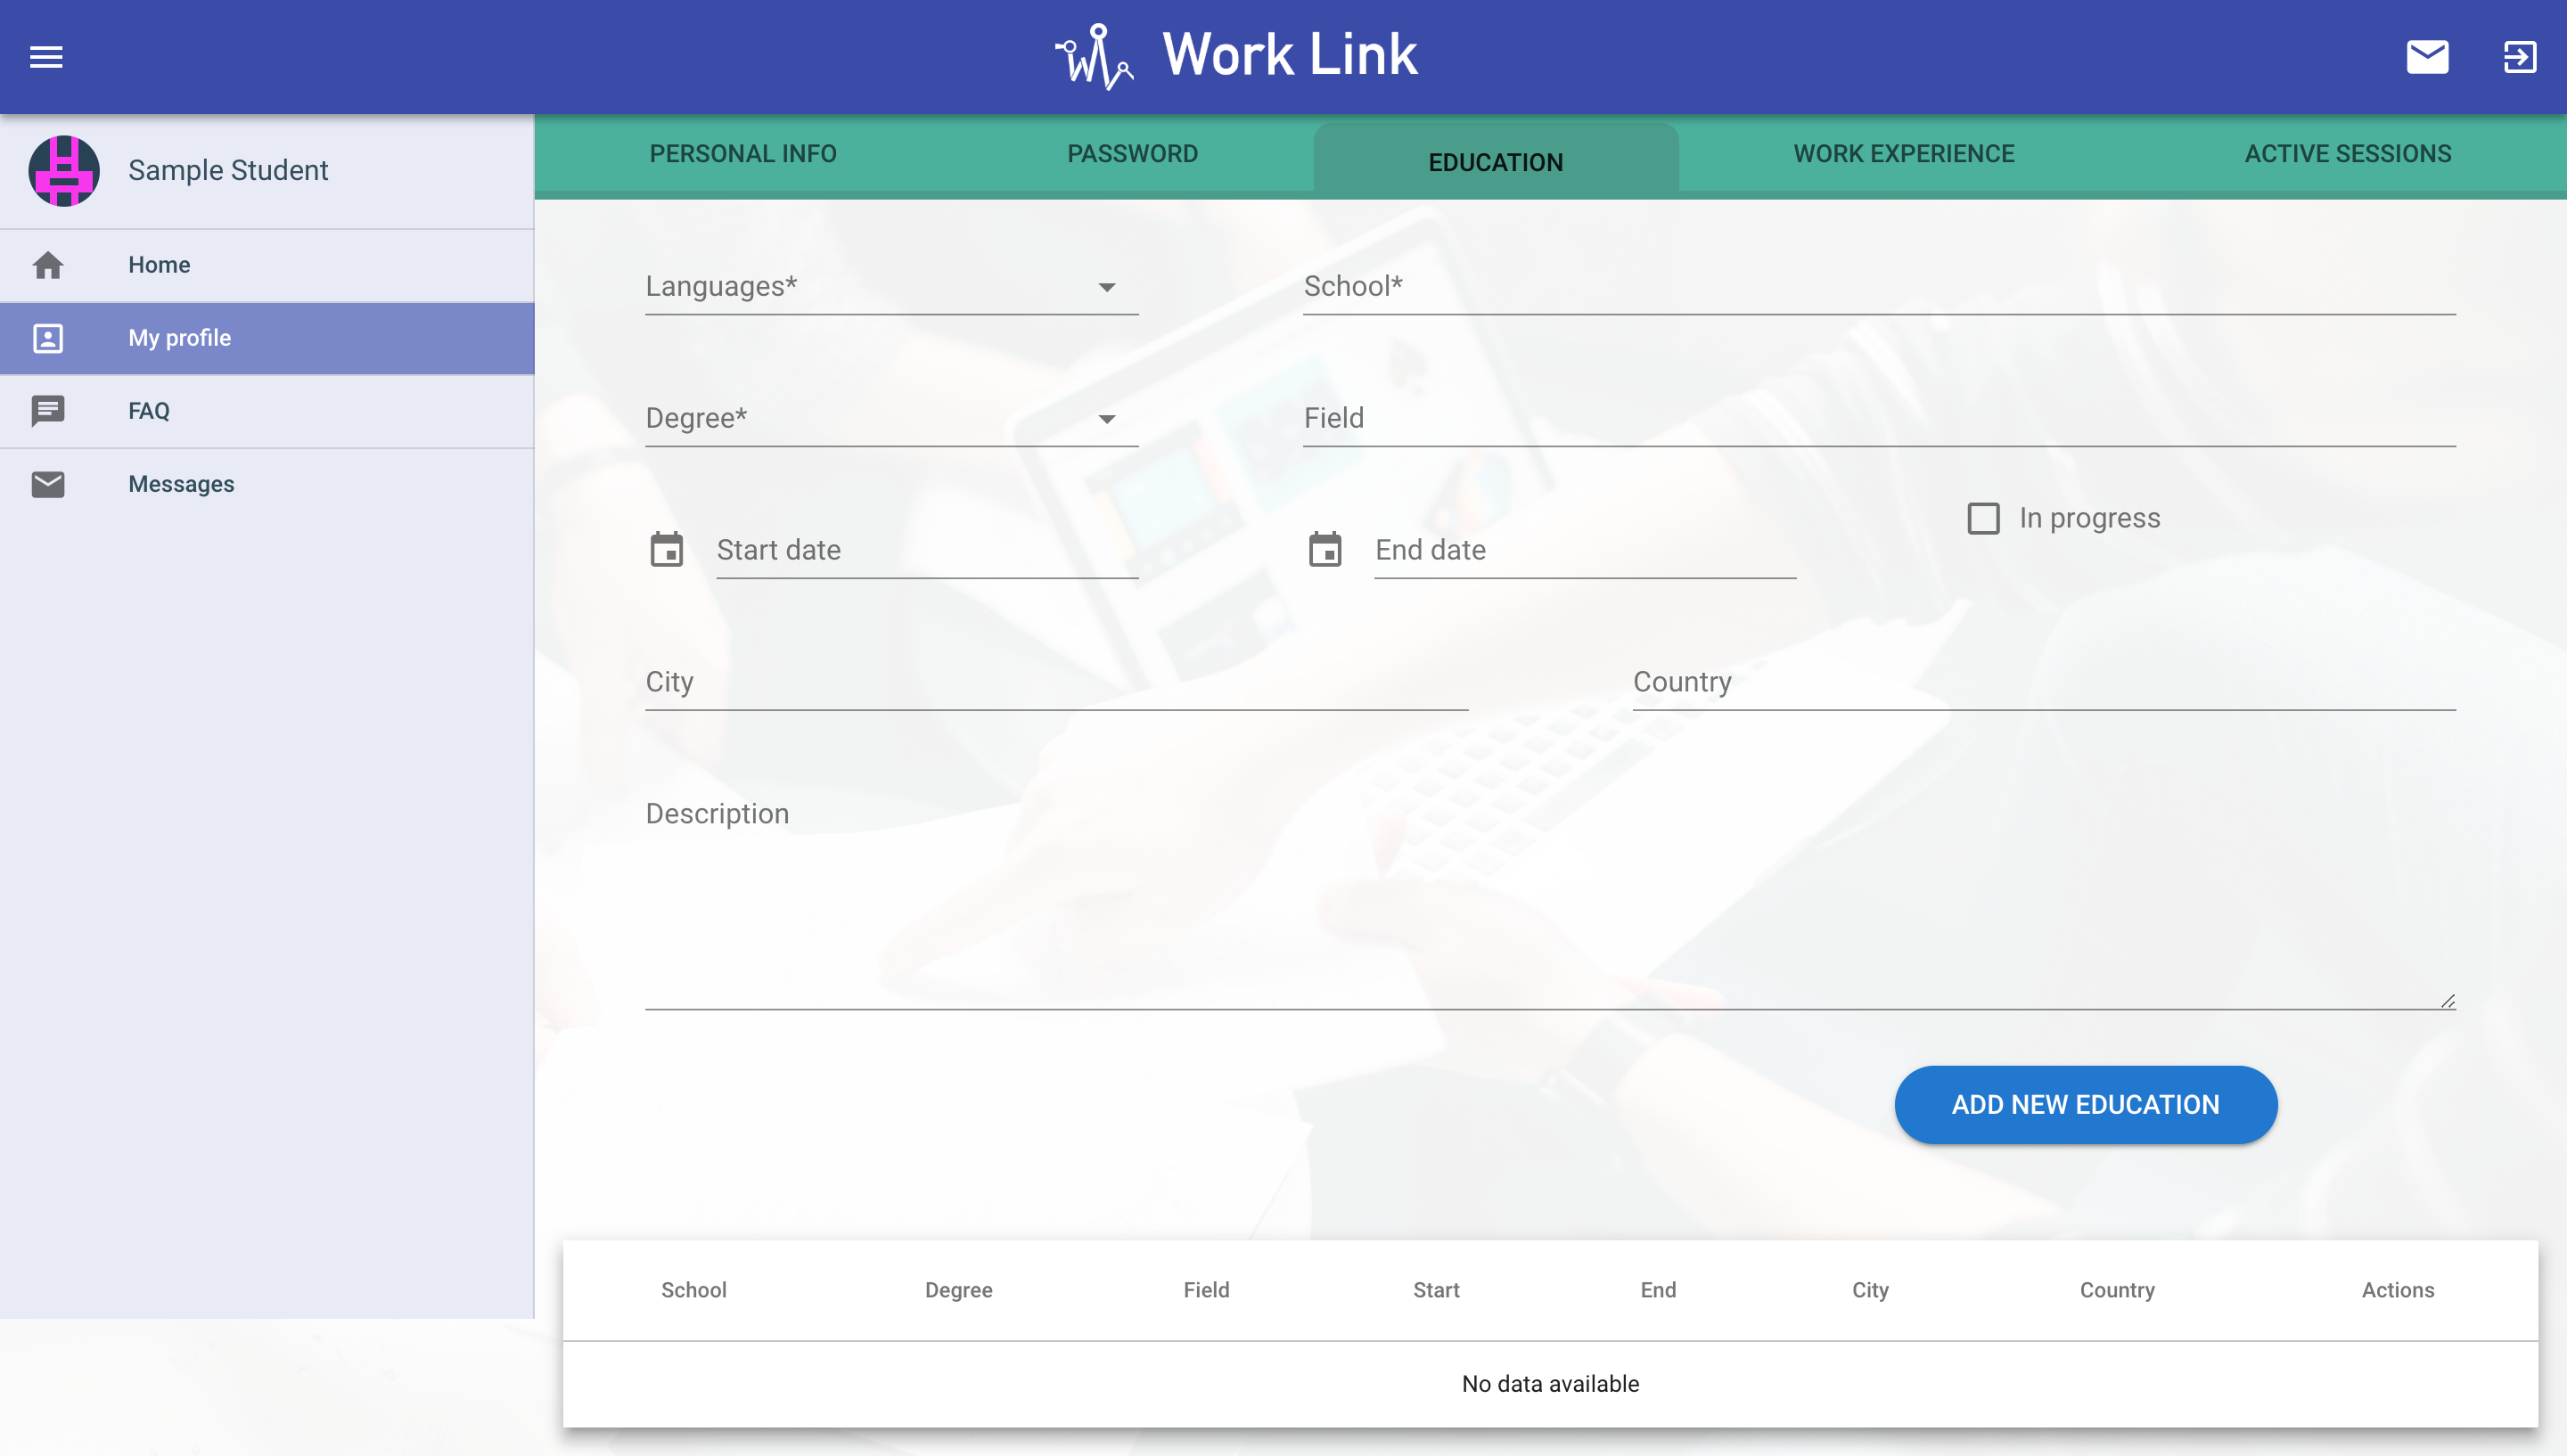 Work Link
Sample Student
Home
My profile
FAQ
Messages
PERSONAL INFO
PASSWORD
EDUCATION
WORK EXPERIENCE
ACTIVE SESSIONS
Languages*
School*
Degree*
Field
Start date
End date
In progress
City
Country
Description
ADD NEW EDUCATION
School Degree Field Start End City Country Actions
No data available